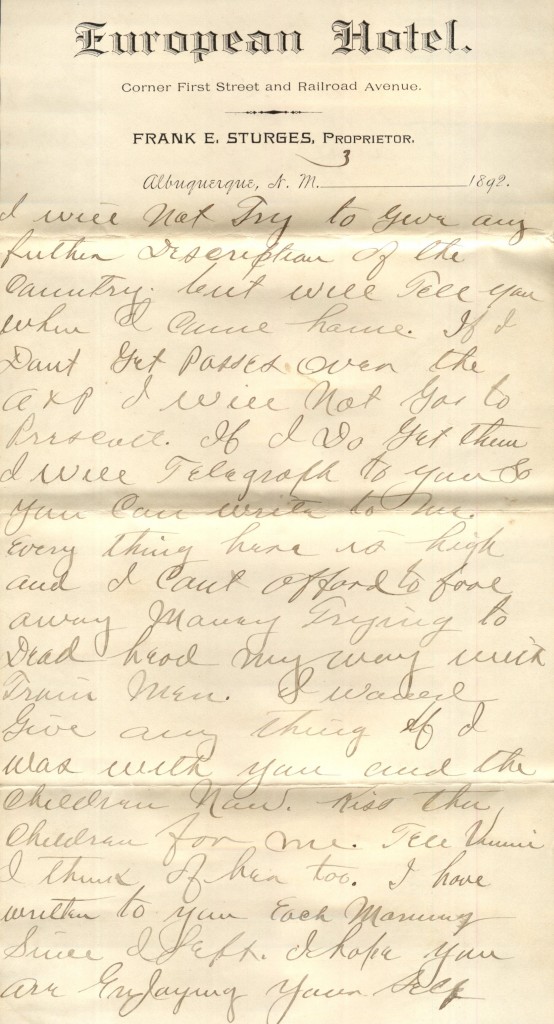 European Hotel.
Corner First Street and Railroad Avenue.
FRANK E. STURGES, PROPRIETOR.
3
Albuquerque, N. M. 1892.
I will Not Try to Give any
futher Description of the
Country. but will Tell you
when I come home. If I
Dont Get Passes over the
A & P I will Not Go to
Prescott. If I Do Get them
I will Telegraph to you So
you Can write to me.
Every thing here is high
and I Cant afford to fool
away Money Trying to
Dead head my way with
Train Men. I would
Give any thing if I
was with you and the
Children Now. Kiss the
Children for me. Tell
I think of her too. I have
written to you Each Morning
Since I Left. I hope you
are Enjoying your Self